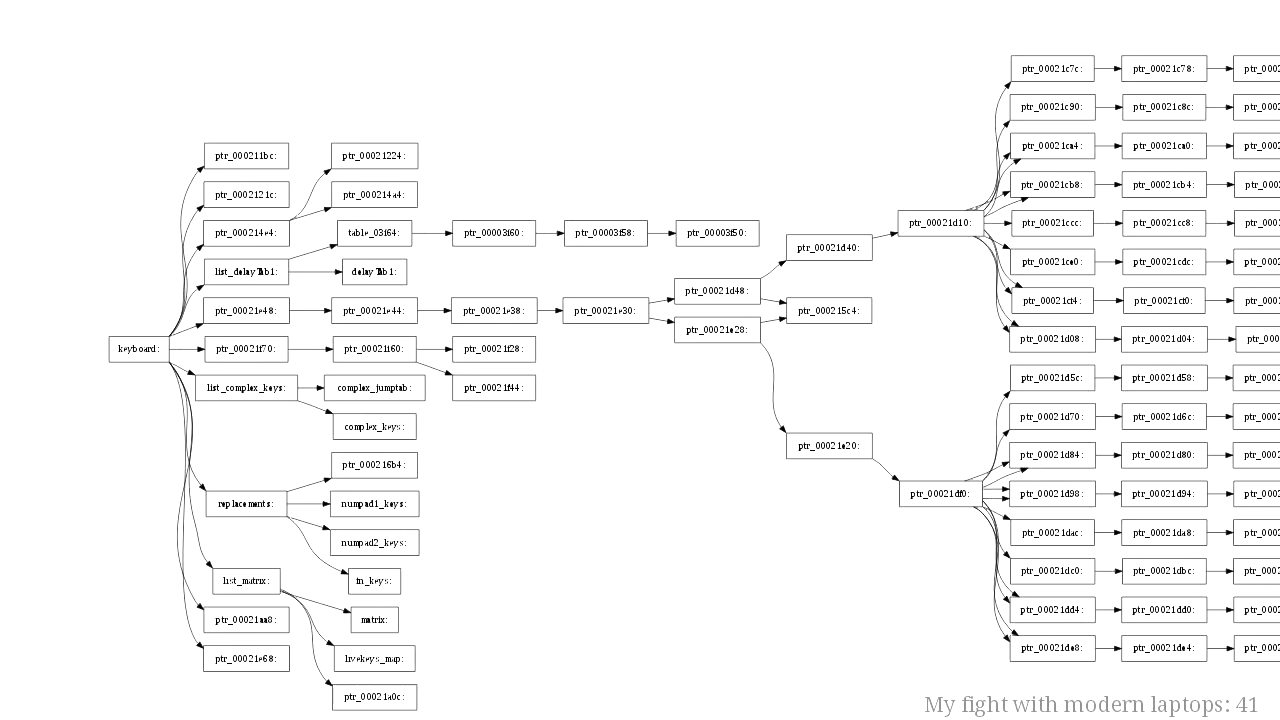 ptr_00021c7c:
ptr_00021c78:
ptr_00021c90:
ptr_00021c8c:
ptr_00021ca4:
ptr_00021ca0:
ptr_00021cb8:
ptr_00021cb4:
ptr_00021ccc:
ptr_00021cc8:
ptr_00021ce0:
ptr_00021cdc:
ptr_00021cf4:
ptr_00021cf0:
ptr_00021d08:
ptr_00021d04:
ptr_00021d5c:
ptr_00021d58:
ptr_00021d70:
ptr_00021d6c:
ptr_00021d84:
ptr_00021d80:
ptr_00021d98:
ptr_00021d94:
ptr_00021dac:
ptr_00021da8:
ptr_00021dc0:
ptr_00021dbc:
ptr_00021dd4:
ptr_00021dd0:
ptr_00021de8:
ptr_00021de4:
ptr_000211bc:
ptr_00021224:
ptr_0002121c:
ptr_000214a4:
ptr_000214e4:
table_03f64:
ptr_00003f60:
ptr_00003f58:
ptr_00003f50:
ptr_00021d40:
ptr_00021d10:
list_delayTab1:
delayTab1:
ptr_00021e48:
ptr_00021e44:
ptr_00021e38:
ptr_00021e30:
ptr_00021d48:
ptr_000215c4:
ptr_00021e28:
keyboard:
ptr_00021f70:
ptr_00021f60:
ptr_00021f28:
list_complex_keys:
complex_jumptab:
ptr_00021f44:
complex_keys:
ptr_00021e20:
ptr_00021df0:
ptr_000216b4:
replacements:
numpad1_keys:
numpad2_keys:
list_matrix:
fn_keys:
ptr_00021aa8:
matrix:
ptr_00021e68:
fivekeys_map:
ptr_00021a0c:
My fight with modern laptops: 41